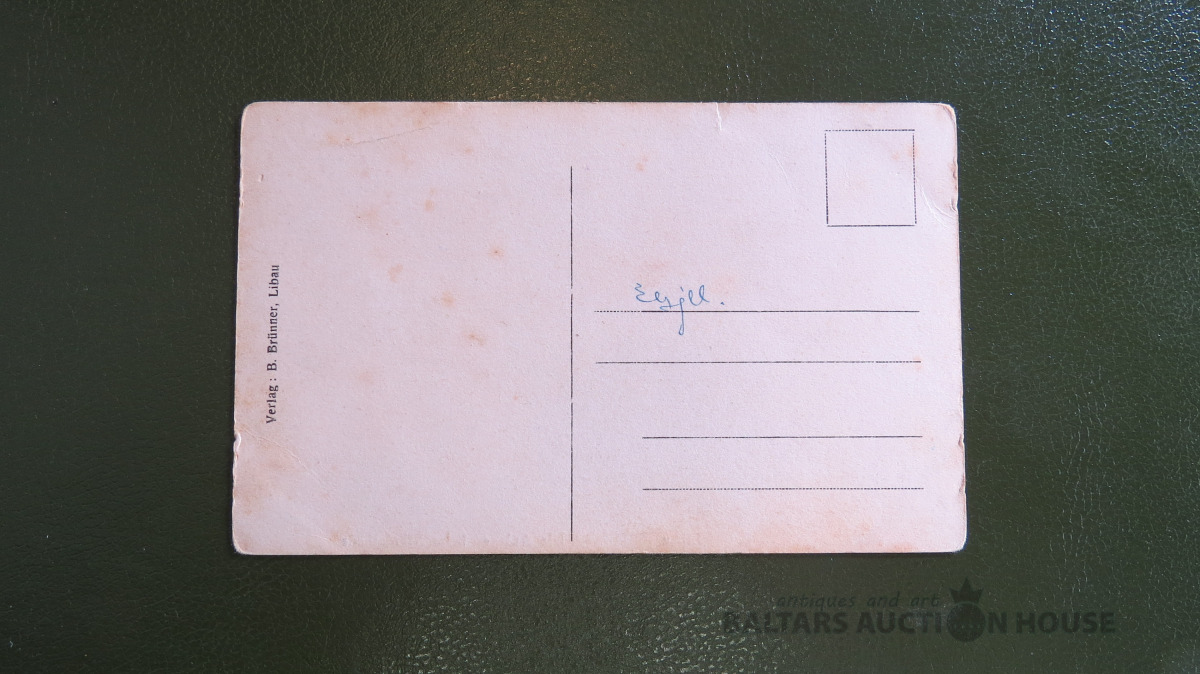 Verlag: B. Brünner, Libau
antiques and art
BALTARS AUCTION HOUSE